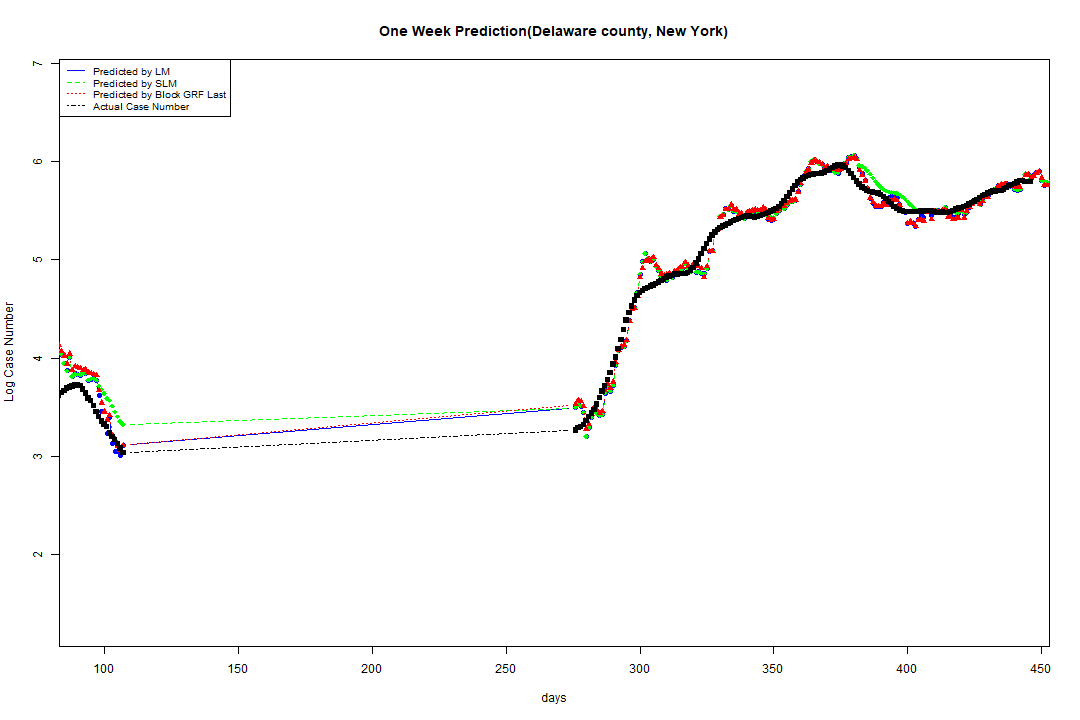 One Week Prediction(Delaware county, New York)
Predicted by LM
Predicted by SLM
Predicted by Block GRF Last
Actual Case Number
7
6
5
4
3
2
Log Case Number
100 150 200 250 300 350 400 450
days